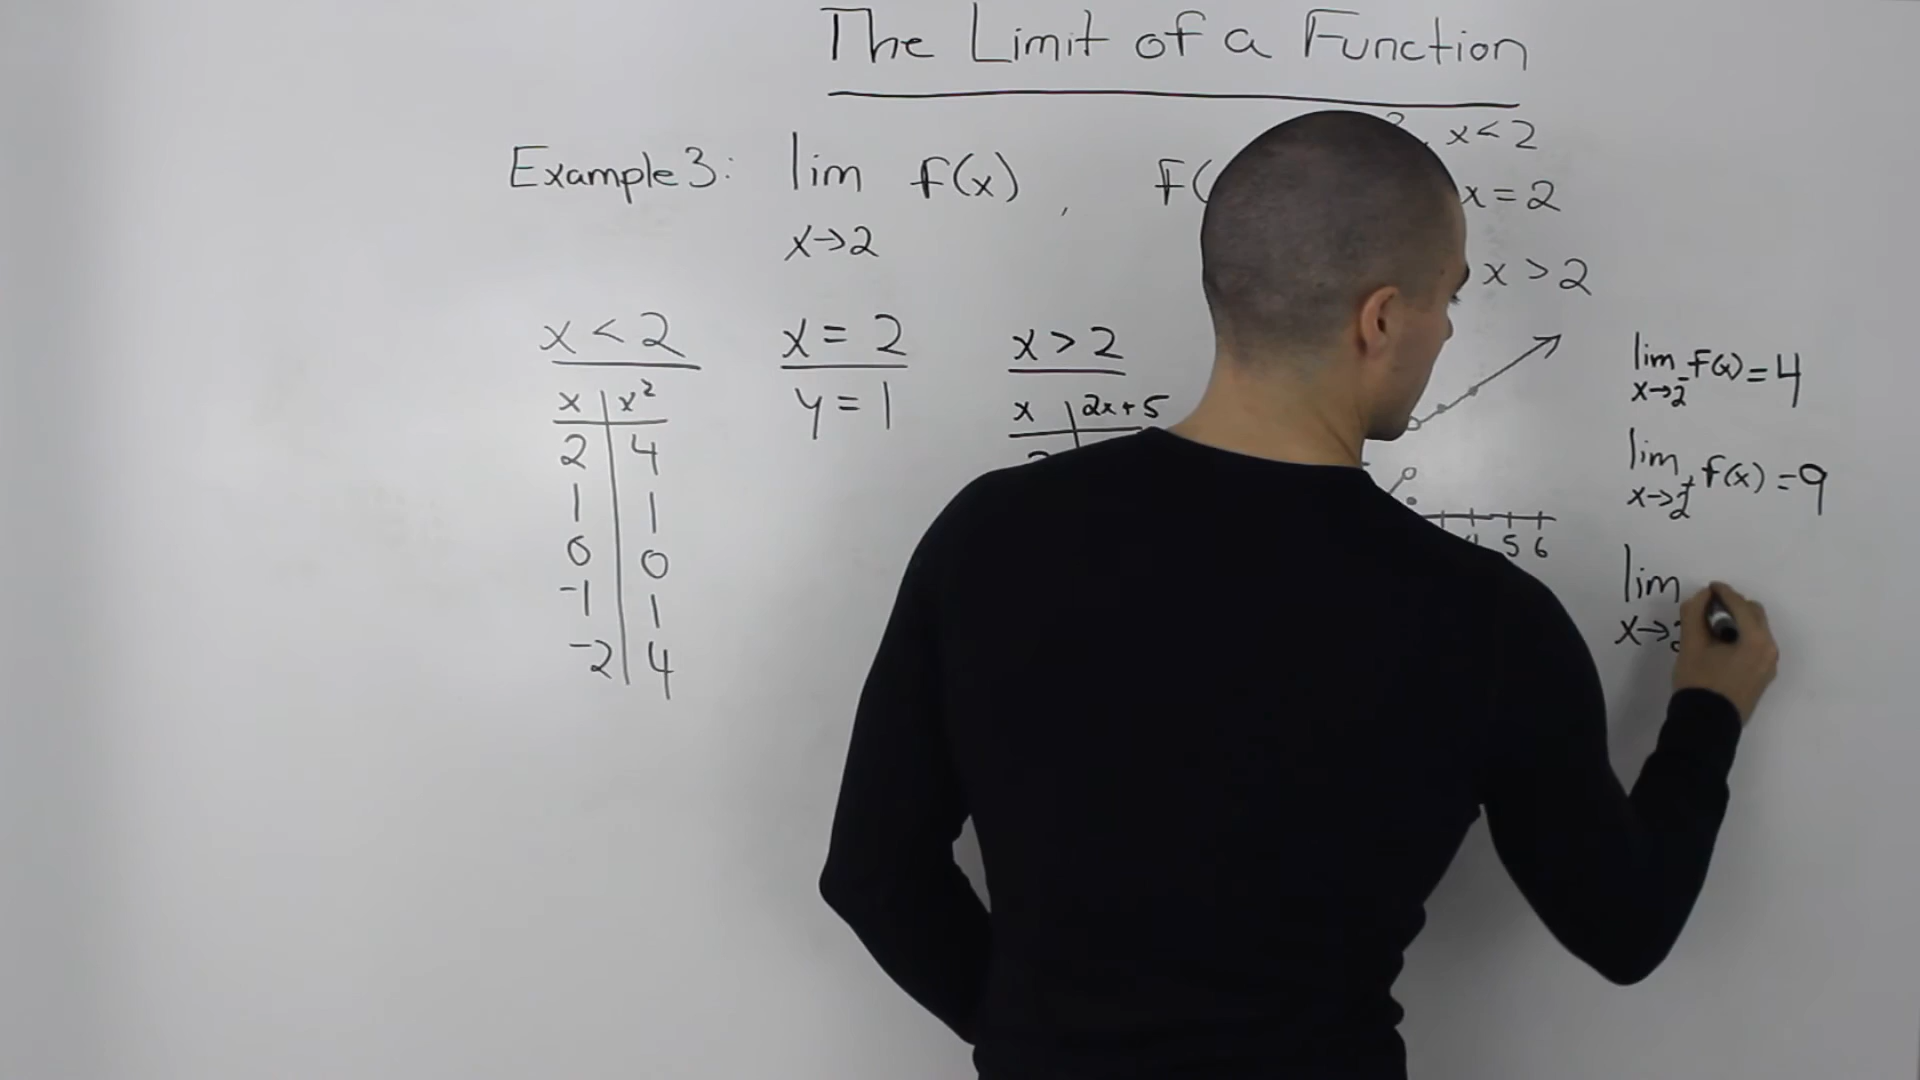 The Limit of a Function
Example 3: lim f(x), F(
x→2
x<2
x=2
x>2
x<2
x x²
2 4
1 1
0 0
-1 1
-2 4
x=2
y=1
x>2
x 2x+5
5 6
lim f(x)=4
x→2⁻
lim f(x)=9
x→2⁺
lim
x→2